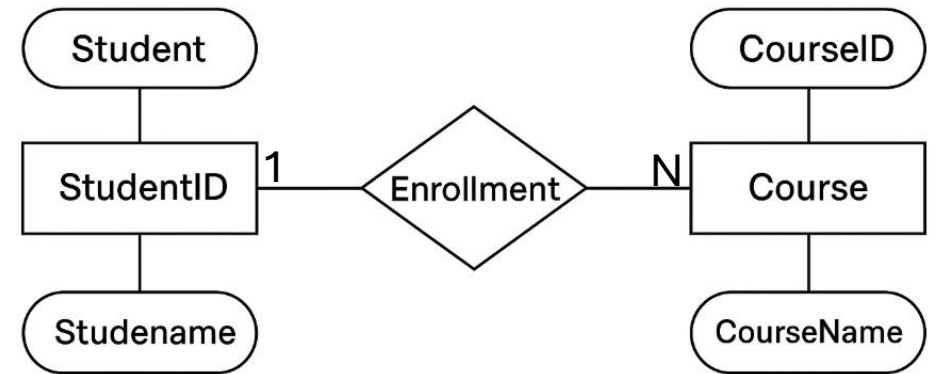 Student
CourseID
StudentID
1
Enrollment
N
Course
Studename
CourseName